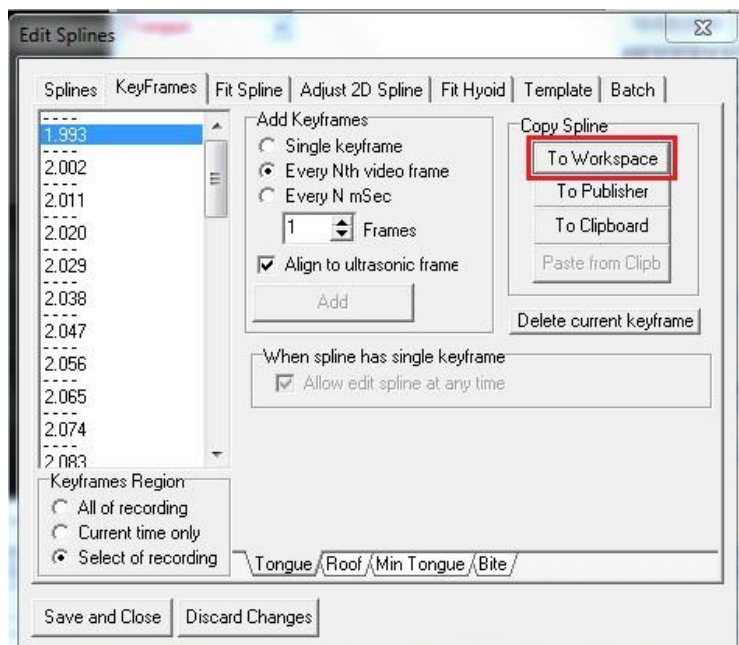 Edit Splines
Splines
KeyFrames
Fit Spline
Adjust 2D Spline
Fit Hyoid
Template
Batch
----
1.993
----
2.002
----
2.011
----
2.020
----
2.029
----
2.038
----
2.047
----
2.056
----
2.065
----
2.074
----
2.083
Keyframes Region
All of recording
Current time only
Select of recording
Add Keyframes
Single keyframe
Every Nth video frame
Every N mSec
1 Frames
Align to ultrasonic frame
Add
Copy Spline
To Workspace
To Publisher
To Clipboard
Paste from Clipb
Delete current keyframe
When spline has single keyframe
Allow edit spline at any time
Tongue
Roof
Min Tongue
Bite
Save and Close
Discard Changes